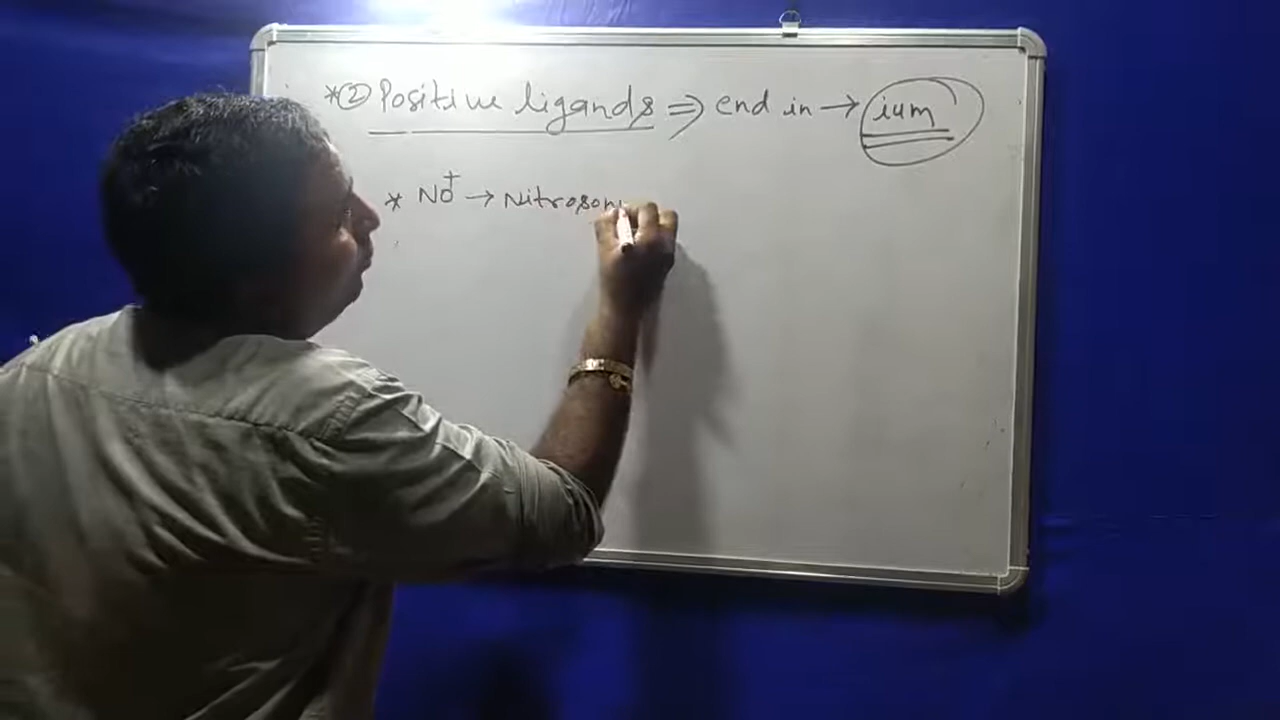 *② Positive ligands ⇒ end in → ium
* NO⁺ → Nitroson